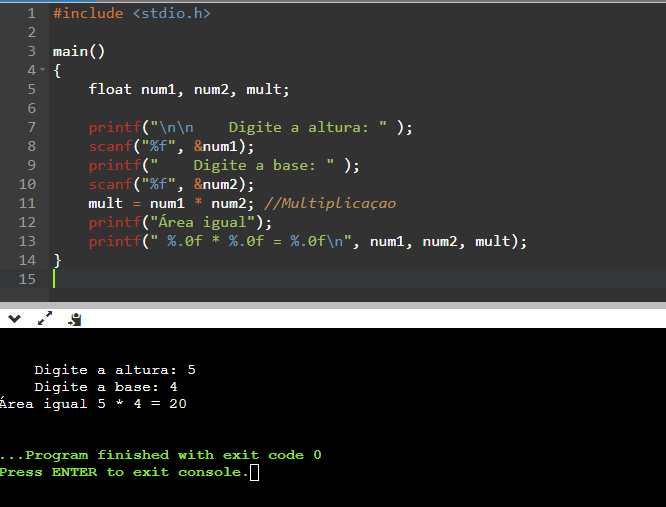 1 #include <stdio.h>
2
3 main()
4 {
5     float num1, num2, mult;
6
7     printf("\n\n    Digite a altura: " );
8     scanf("%f", &num1);
9     printf("    Digite a base: " );
10     scanf("%f", &num2);
11     mult = num1 * num2; //Multiplicaçao
12     printf("Área igual");
13     printf(" %.0f * %.0f = %.0f\n", num1, num2, mult);
14 }
15
    Digite a altura: 5
    Digite a base: 4
Área igual 5 * 4 = 20
...Program finished with exit code 0
Press ENTER to exit console.